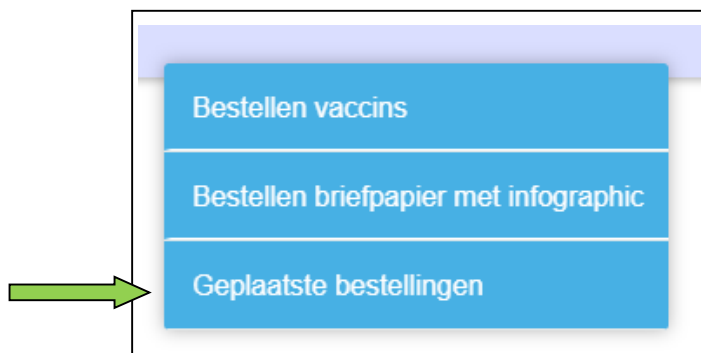 Bestellen vaccins
Bestellen briefpapier met infographic
Geplaatste bestellingen